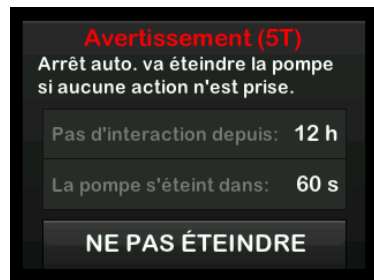 Avertissement (5T)
Arrêt auto. va éteindre la pompe
si aucune action n'est prise.
Pas d'interaction depuis: 12 h
La pompe s'éteint dans: 60 s
NE PAS ÉTEINDRE